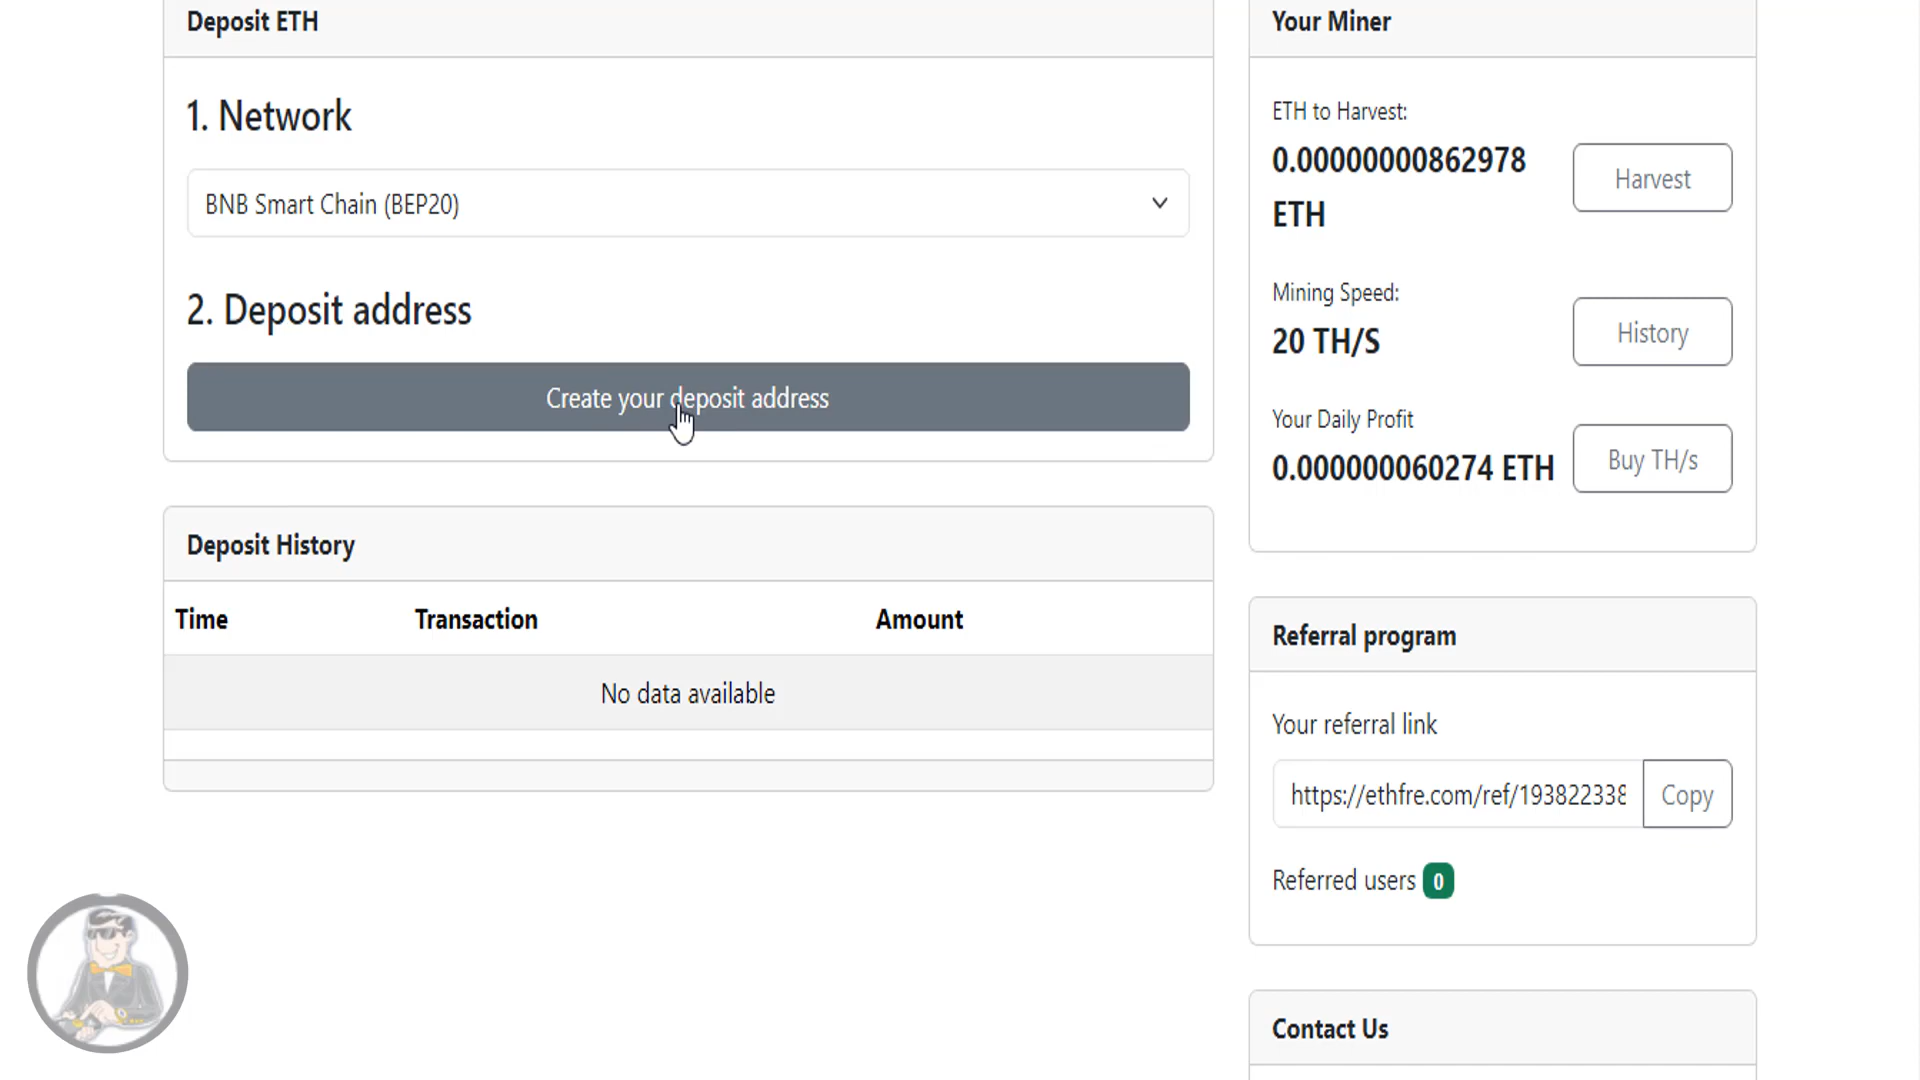 Deposit ETH
1. Network
BNB Smart Chain (BEP20)
2. Deposit address
Create your deposit address
Deposit History
Time Transaction Amount
No data available
Your Miner
ETH to Harvest:
0.00000000862978
ETH
Harvest
Mining Speed:
20 TH/S
History
Your Daily Profit
0.000000060274 ETH
Buy TH/s
Referral program
Your referral link
https://ethfre.com/ref/193822338
Copy
Referred users 0
Contact Us